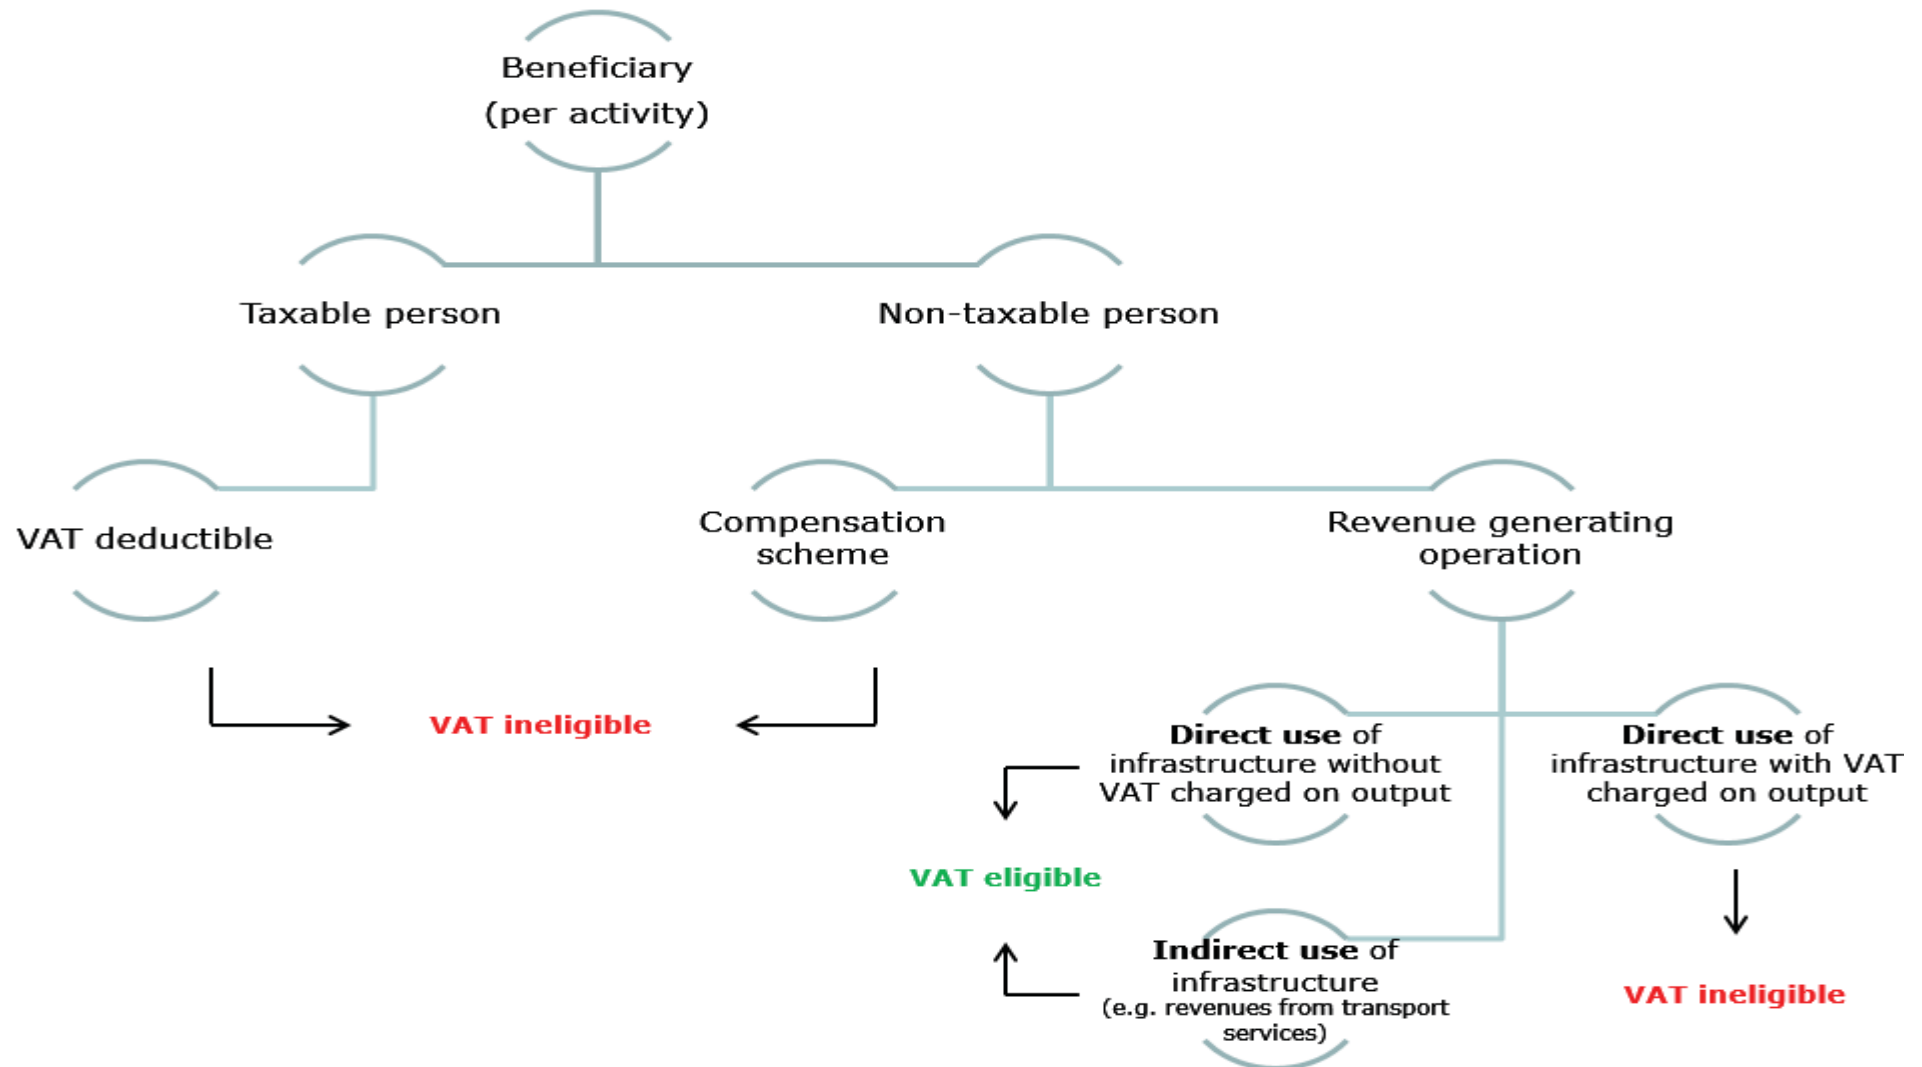 Beneficiary
(per activity)
Taxable person
Non-taxable person
VAT deductible
Compensation
scheme
Revenue generating
operation
VAT ineligible
Direct use of
infrastructure without
VAT charged on output
Direct use of
infrastructure with VAT
charged on output
VAT eligible
Indirect use of
infrastructure
(e.g. revenues from transport
services)
VAT ineligible